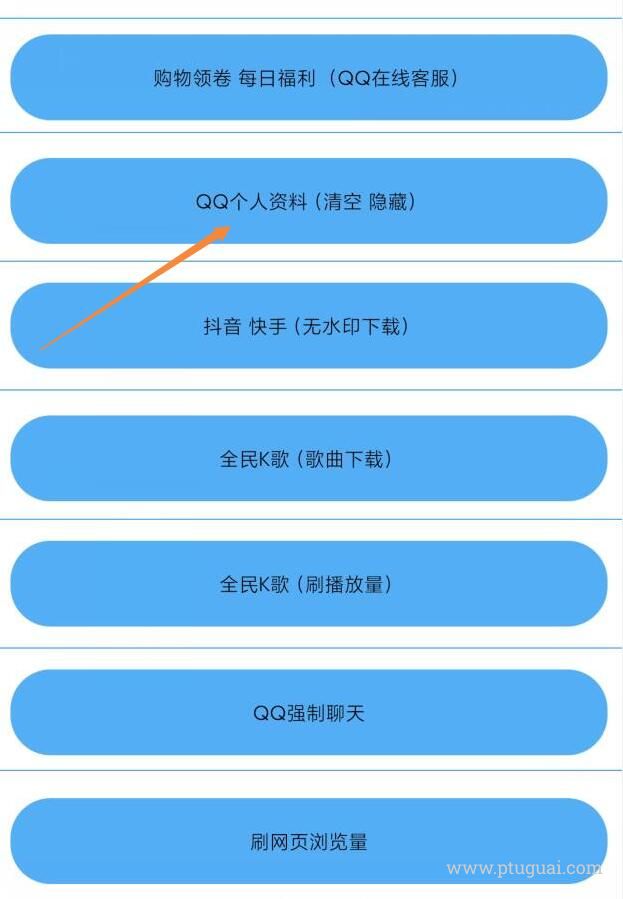 购物领卷 每日福利（QQ在线客服）
QQ个人资料（清空 隐藏）
抖音 快手（无水印下载）
全民K歌（歌曲下载）
全民K歌（刷播放量）
QQ强制聊天
刷网页浏览量
www.ptuguai.com